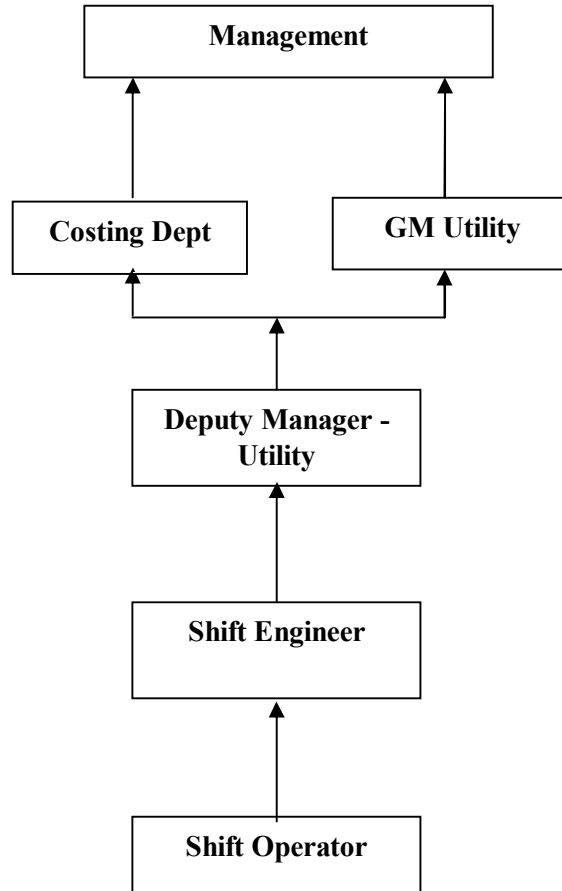 Management
Costing Dept
GM Utility
Deputy Manager -
Utility
Shift Engineer
Shift Operator